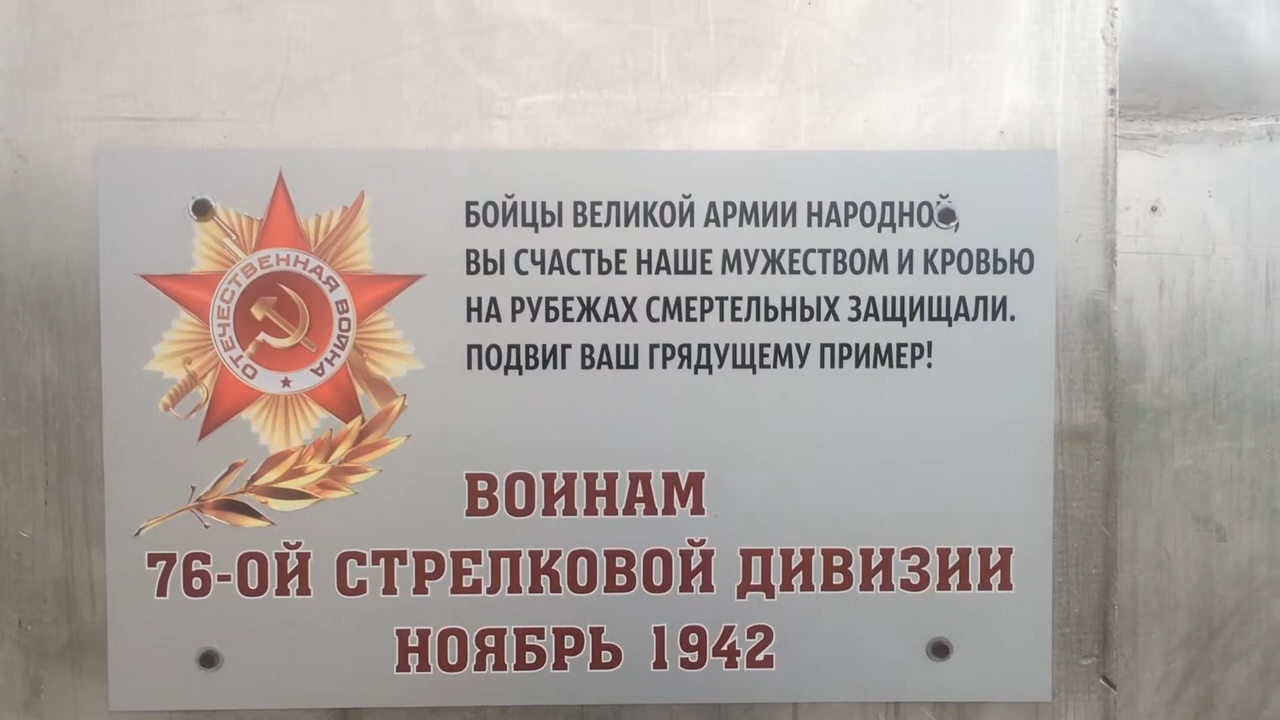 ОТЕЧЕСТВЕННАЯ ВОЙНА
БОЙЦЫ ВЕЛИКОЙ АРМИИ НАРОДНОЙ,
ВЫ СЧАСТЬЕ НАШЕ МУЖЕСТВОМ И КРОВЬЮ
НА РУБЕЖАХ СМЕРТЕЛЬНЫХ ЗАЩИЩАЛИ.
ПОДВИГ ВАШ ГРЯДУЩЕМУ ПРИМЕР!
ВОИНАМ
76-ОЙ СТРЕЛКОВОЙ ДИВИЗИИ
НОЯБРЬ 1942